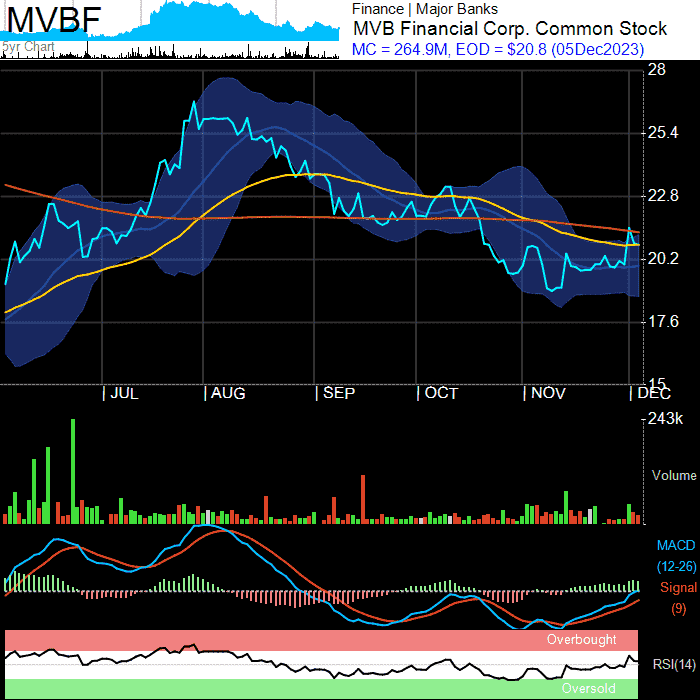 MVBF
5yr Chart
Finance | Major Banks
MVB Financial Corp. Common Stock
MC = 264.9M, EOD = $20.8 (05Dec2023)
28
25.4
22.8
20.2
17.6
15
| JUL | AUG | SEP | OCT | NOV | DEC
243k
Volume
MACD
(12-26)
Signal
(9)
Overbought
RSI(14)
Oversold